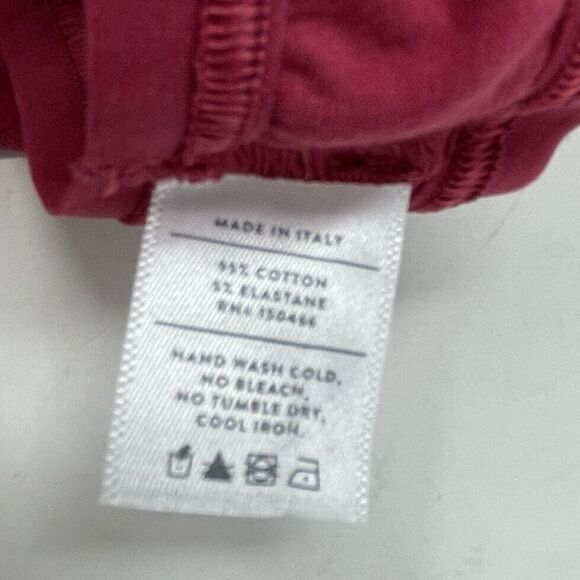 MADE IN ITALY
95% COTTON
5% ELASTANE
RN# 150466
HAND WASH COLD,
NO BLEACH,
NO TUMBLE DRY,
COOL IRON.